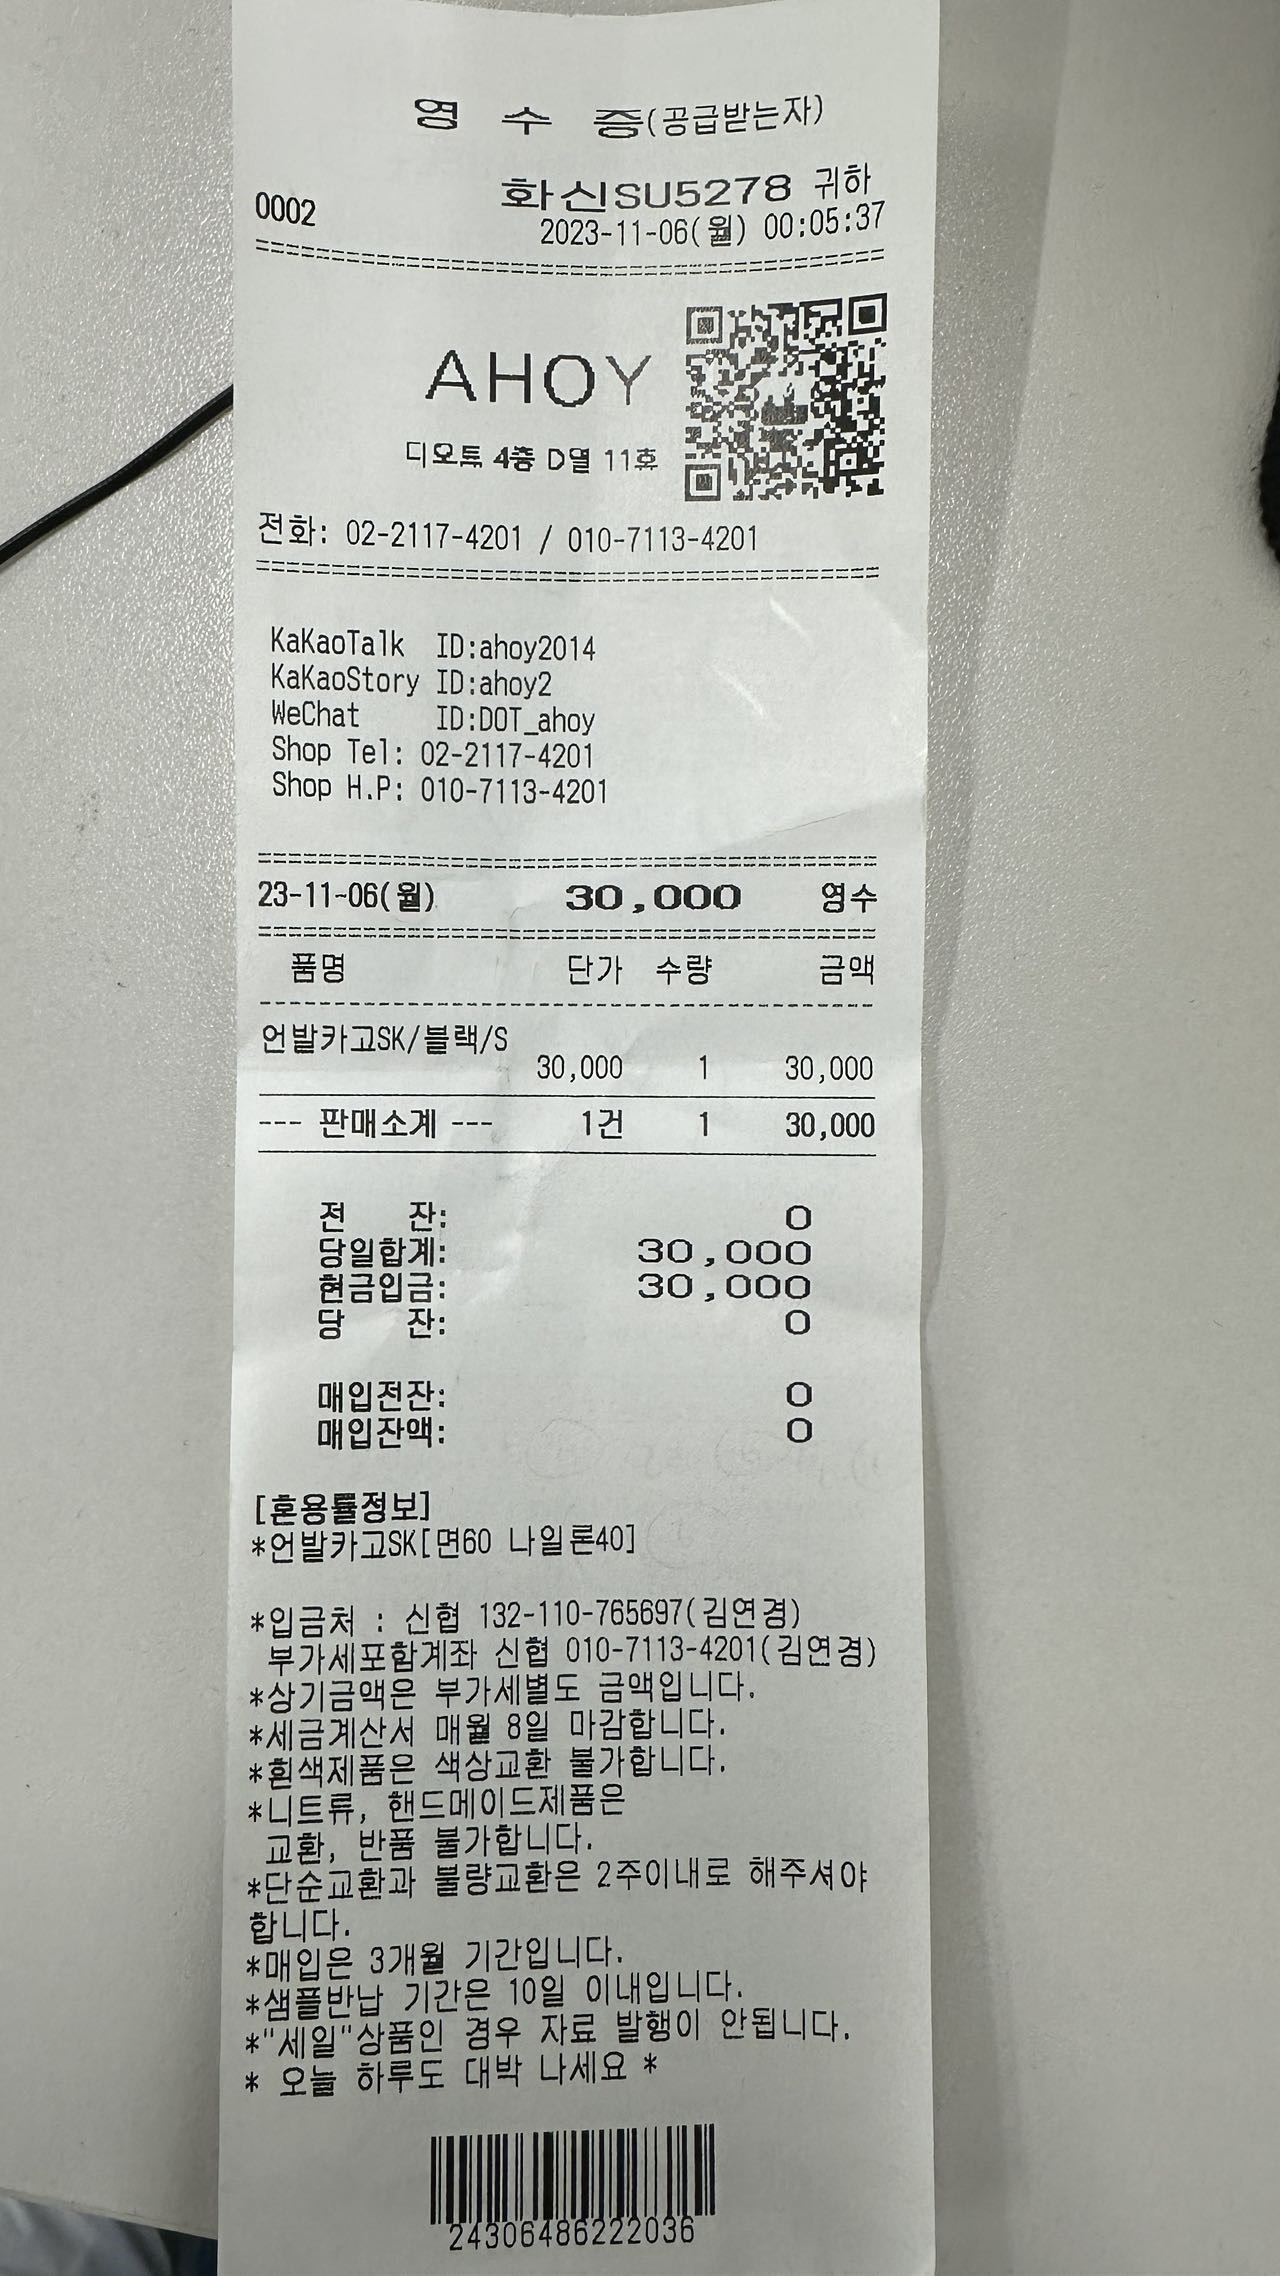 영 수 증(공급받는자)
0002 화신SU5278 귀하
2023-11-06(월) 00:05:37
AHOY
디오트 4층 D열 11호
전화: 02-2117-4201 / 010-7113-4201
KaKaoTalk ID:ahoy2014
KaKaoStory ID:ahoy2
WeChat ID:DOT_ahoy
Shop Tel: 02-2117-4201
Shop H.P: 010-7113-4201
23-11-06(월) 30,000 영수
품명 단가 수량 금액
언발카고SK/블랙/S
30,000 1 30,000
--- 판매소계 --- 1건 1 30,000
전 잔: 0
당일합계: 30,000
현금입금: 30,000
당 잔: 0
매입전잔: 0
매입잔액: 0
[혼용률정보]
*언발카고SK[면60 나일론40]
*입금처 : 신협 132-110-765697(김연경)
부가세포함계좌 신협 010-7113-4201(김연경)
*상기금액은 부가세별도 금액입니다.
*세금계산서 매월 8일 마감합니다.
*흰색제품은 색상교환 불가합니다.
*니트류, 핸드메이드제품은
교환, 반품 불가합니다.
*단순교환과 불량교환은 2주이내로 해주셔야
합니다.
*매입은 3개월 기간입니다.
*샘플반납 기간은 10일 이내입니다.
*"세일"상품인 경우 자료 발행이 안됩니다.
* 오늘 하루도 대박 나세요 *
24306486222036